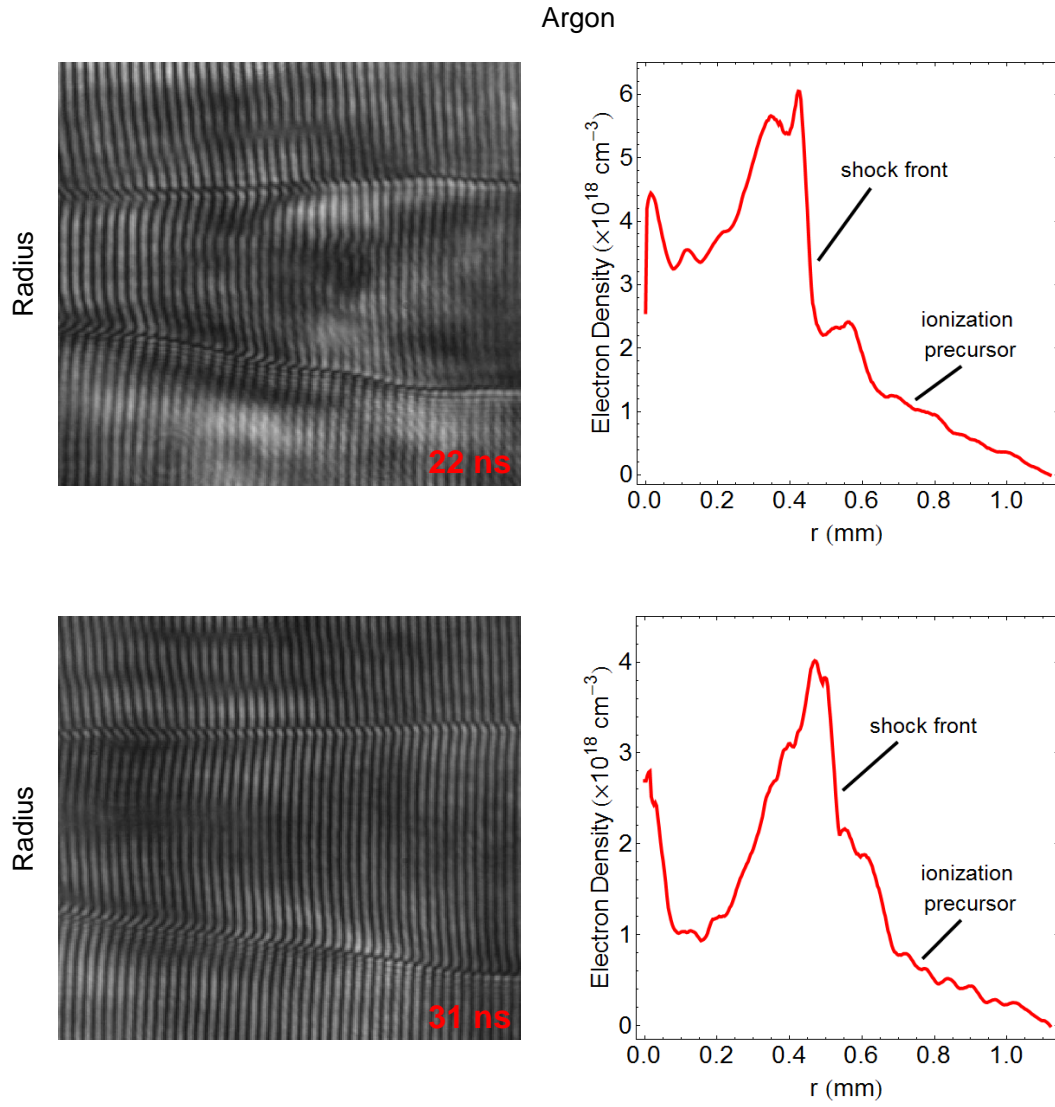 Argon
Radius
22 ns
Electron Density (×10^18 cm^−3)
6
5
4
3
2
1
0
shock front
ionization
precursor
0.0 0.2 0.4 0.6 0.8 1.0
r (mm)
Radius
31 ns
Electron Density (×10^18 cm^−3)
4
3
2
1
0
shock front
ionization
precursor
0.0 0.2 0.4 0.6 0.8 1.0
r (mm)